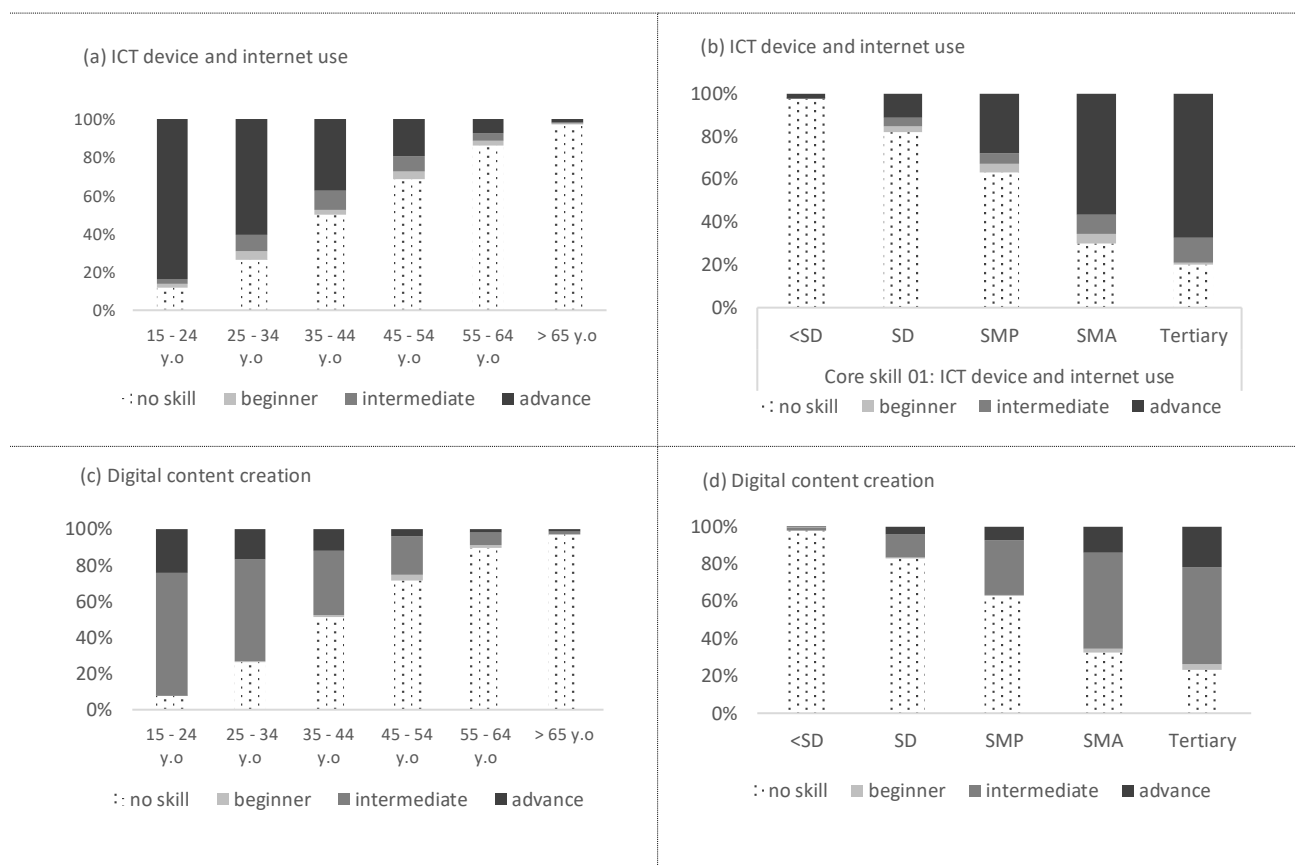 (a) ICT device and internet use
100%
80%
60%
40%
20%
0%
15 - 24 y.o
25 - 34 y.o
35 - 44 y.o
45 - 54 y.o
55 - 64 y.o
> 65 y.o
no skill beginner intermediate advance
(b) ICT device and internet use
100%
80%
60%
40%
20%
0%
<SD SD SMP SMA Tertiary
Core skill 01: ICT device and internet use
no skill beginner intermediate advance
(c) Digital content creation
100%
80%
60%
40%
20%
0%
15 - 24 y.o
25 - 34 y.o
35 - 44 y.o
45 - 54 y.o
55 - 64 y.o
> 65 y.o
no skill beginner intermediate advance
(d) Digital content creation
100%
80%
60%
40%
20%
0%
<SD SD SMP SMA Tertiary
no skill beginner intermediate advance